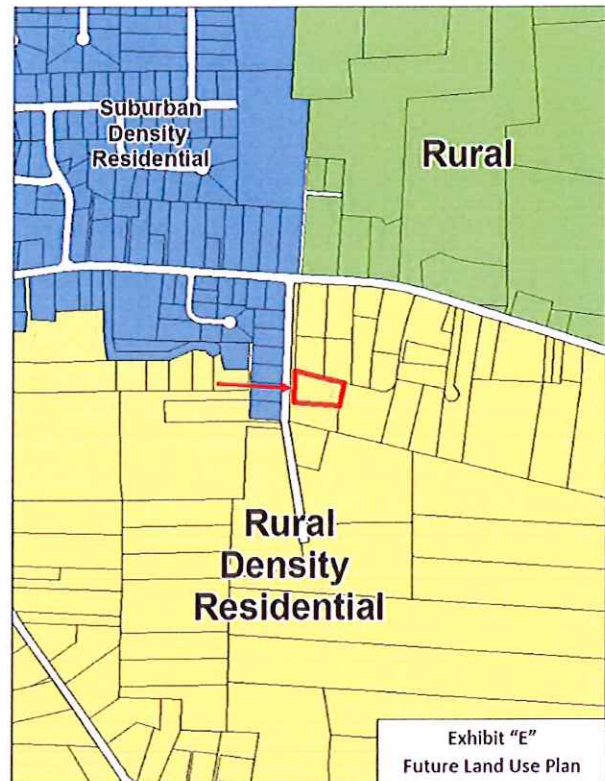 Suburban
Density
Residential
Rural
Rural
Density
Residential
Exhibit "E"
Future Land Use Plan